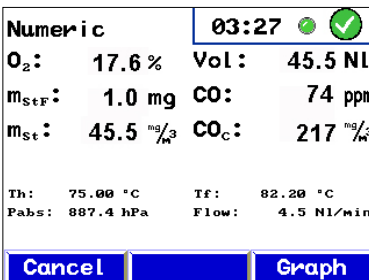 Numeric 03:27
O₂: 17.6 % Vol: 45.5 Nl
mStF: 1.0 mg CO: 74 ppm
mSt: 45.5 mg/m³ COc: 217 mg/m³
Th: 75.00 °C Tf: 82.20 °C
Pabs: 887.4 hPa Flow: 4.5 Nl/min
Cancel Graph